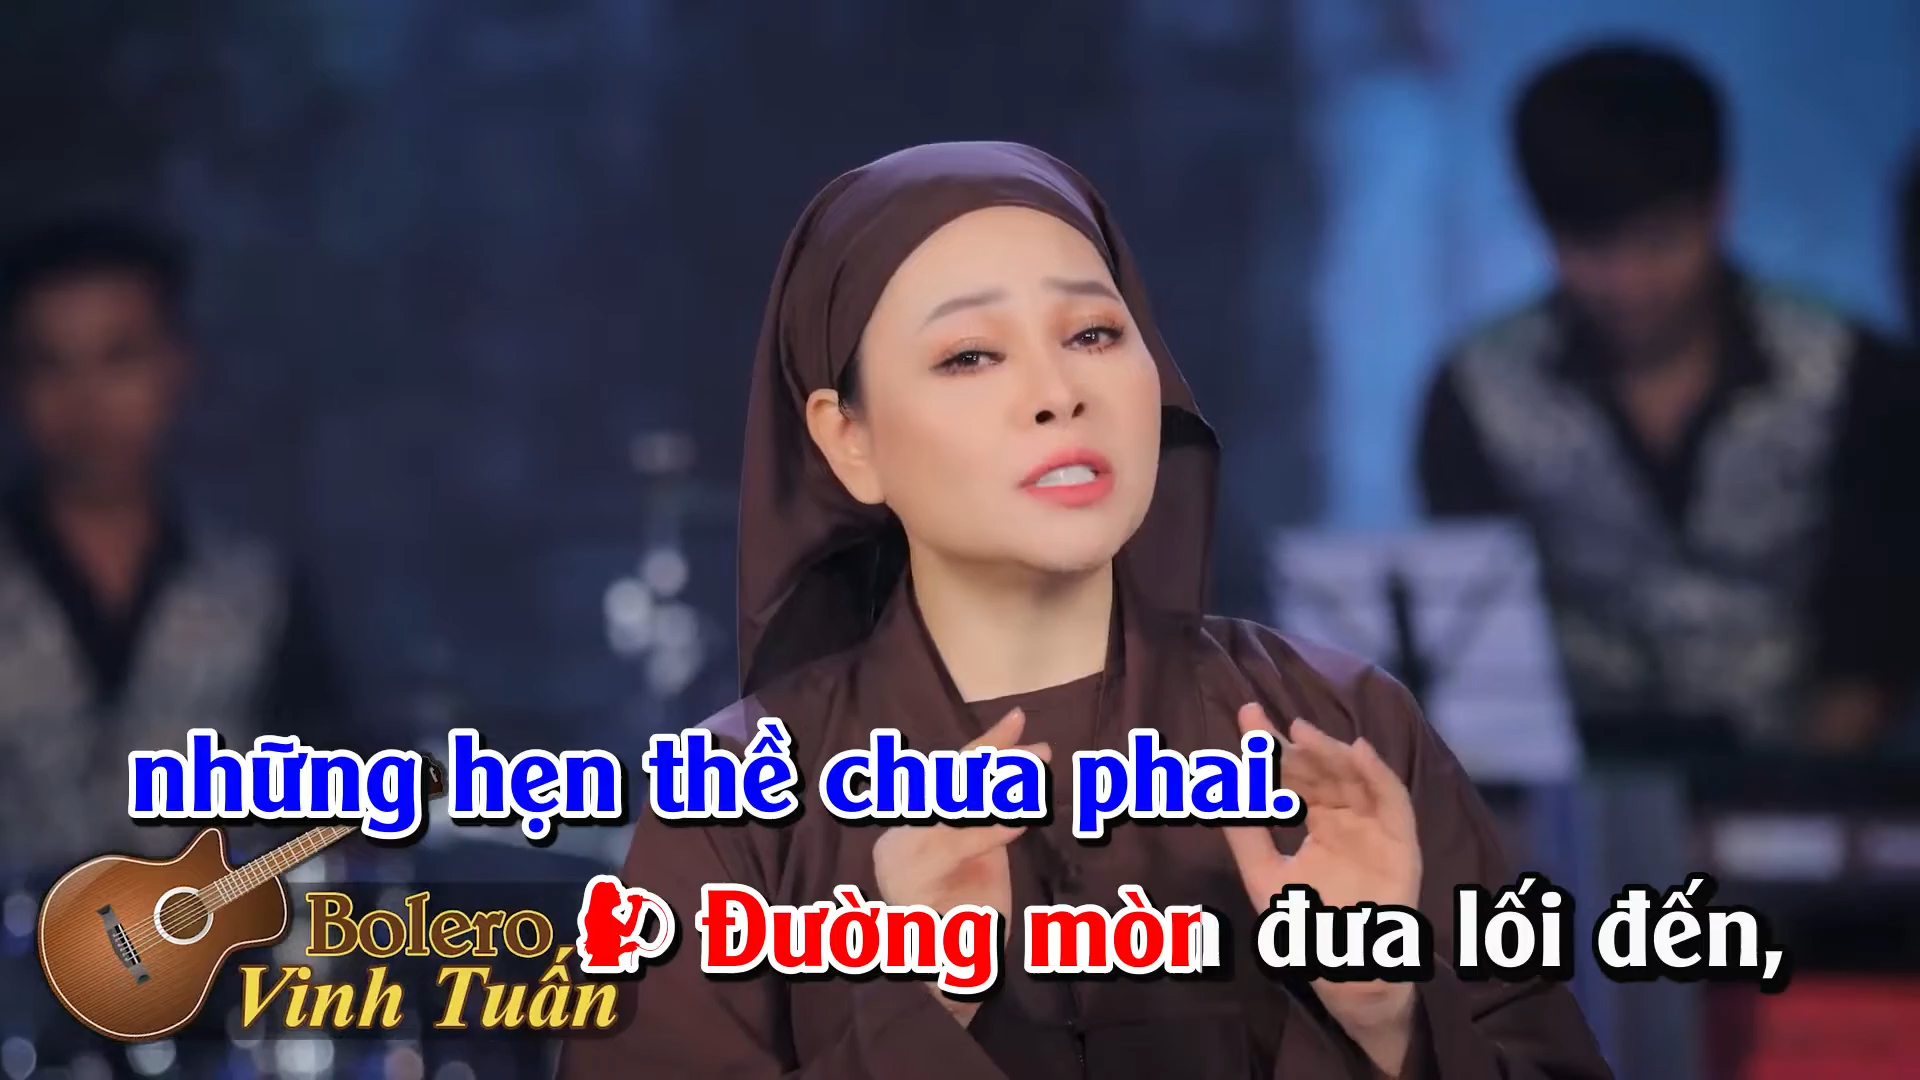 những hẹn thề chưa phai.
Đường mòn đưa lối đến,
Bolero
Vinh Tuấn